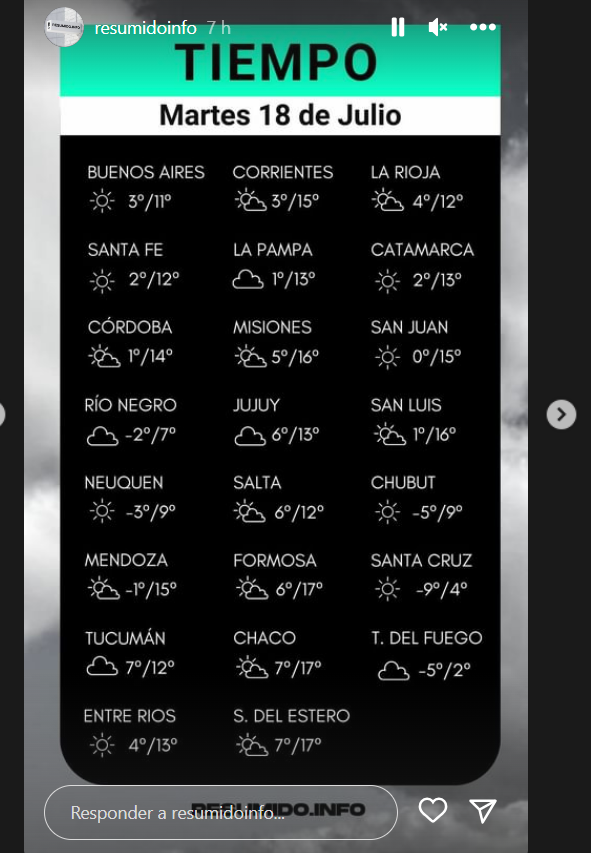 resumidoinfo 7 h
TIEMPO
Martes 18 de Julio
BUENOS AIRES
3°/11°
CORRIENTES
3°/15°
LA RIOJA
4°/12°
SANTA FE
2°/12°
LA PAMPA
1°/13°
CATAMARCA
2°/13°
CÓRDOBA
1°/14°
MISIONES
5°/16°
SAN JUAN
0°/15°
RÍO NEGRO
-2°/7°
JUJUY
6°/13°
SAN LUIS
1°/16°
NEUQUEN
-3°/9°
SALTA
6°/12°
CHUBUT
-5°/9°
MENDOZA
-1°/15°
FORMOSA
6°/17°
SANTA CRUZ
-9°/4°
TUCUMÁN
7°/12°
CHACO
7°/17°
T. DEL FUEGO
-5°/2°
ENTRE RIOS
4°/13°
S. DEL ESTERO
7°/17°
RESUMIDO.INFO
Responder a resumidoinfo...